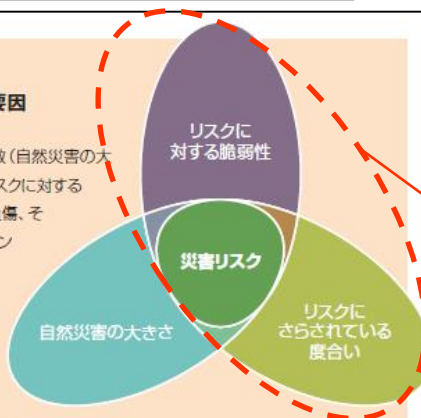 要因
(自然災害の大
スクに対する
傷、そ
ン
リスクに
対する脆弱性
災害リスク
自然災害の大きさ
リスクに
さらされている
度合い